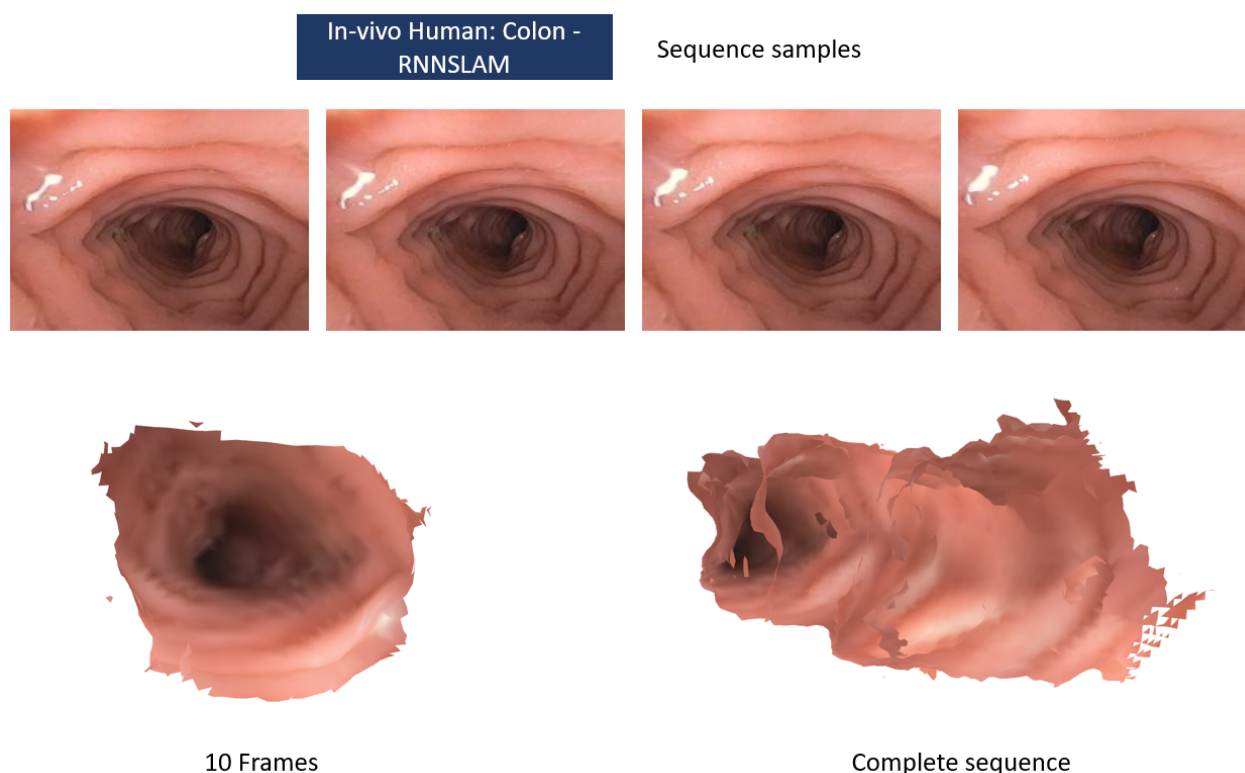 In-vivo Human: Colon -
RNNSLAM
Sequence samples
10 Frames
Complete sequence